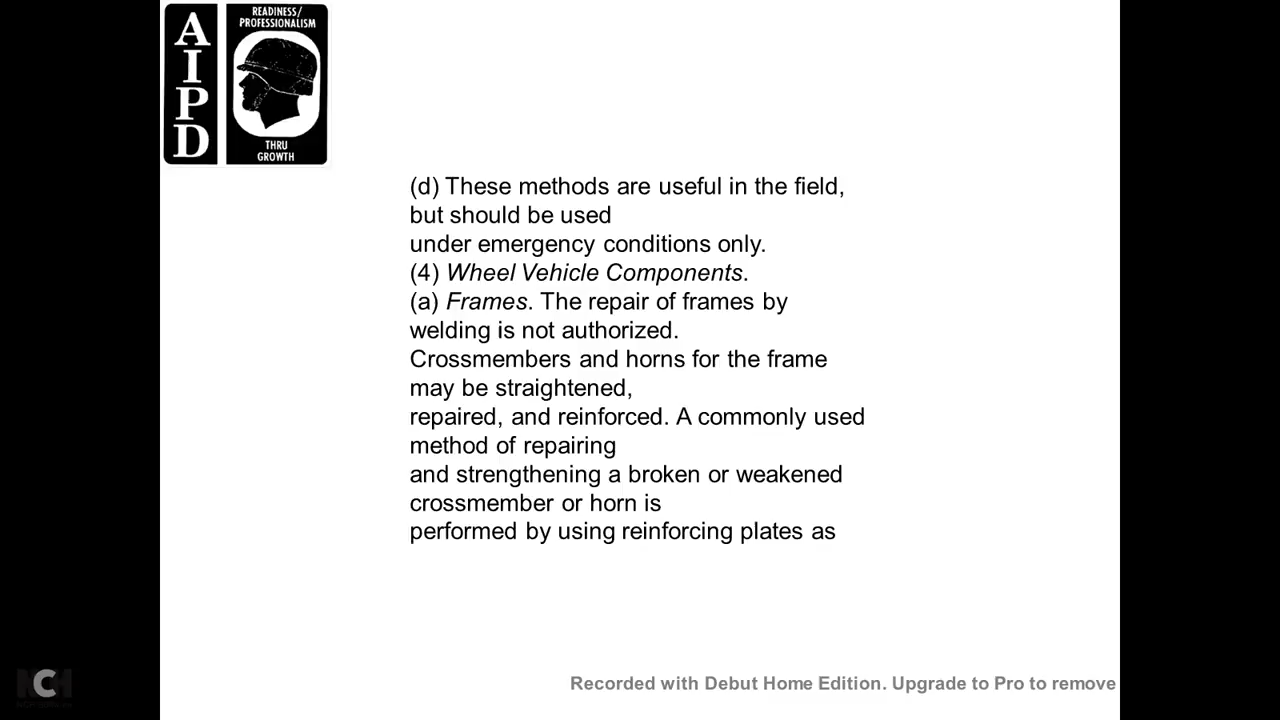 AIPD
READINESS/
PROFESSIONALISM
THRU
GROWTH
(d) These methods are useful in the field,
but should be used
under emergency conditions only.
(4) Wheel Vehicle Components.
(a) Frames. The repair of frames by
welding is not authorized.
Crossmembers and horns for the frame
may be straightened,
repaired, and reinforced. A commonly used
method of repairing
and strengthening a broken or weakened
crossmember or horn is
performed by using reinforcing plates as
NCH
Recorded with Debut Home Edition. Upgrade to Pro to remove